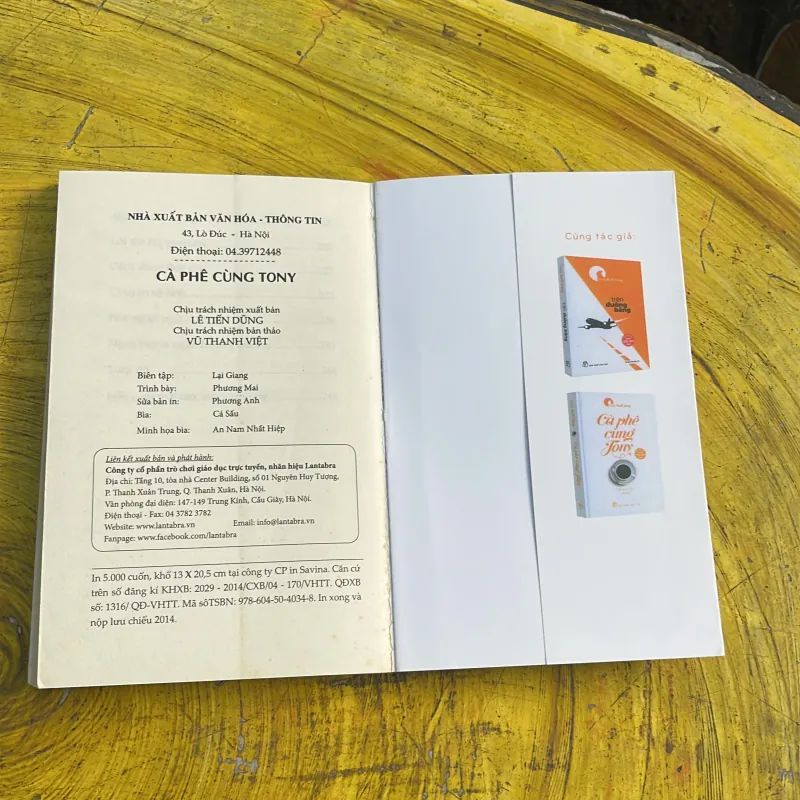 NHÀ XUẤT BẢN VĂN HÓA - THÔNG TIN
43, Lò Đúc - Hà Nội
Điện thoại: 04.39712448
CÀ PHÊ CÙNG TONY
Chịu trách nhiệm xuất bản
LÊ TIẾN DŨNG
Chịu trách nhiệm bản thảo
VŨ THANH VIỆT
Biên tập: Lại Giang
Trình bày: Phương Mai
Sửa bản in: Phương Anh
Bìa: Cá Sấu
Minh họa bìa: An Nam Nhất Hiệp
Liên kết xuất bản và phát hành:
Công ty cổ phần trò chơi giáo dục trực tuyến, nhãn hiệu Lantabra
Địa chỉ: Tầng 10, tòa nhà Center Building, số 01 Nguyễn Huy Tưởng,
P. Thanh Xuân Trung, Q. Thanh Xuân, Hà Nội.
Văn phòng đại diện: 147-149 Trung Kính, Cầu Giấy, Hà Nội.
Điện thoại - Fax: 04 3782 3782
Website: www.lantabra.vn Email: info@lantabra.vn
Fanpage: www.facebook.com/lantabra
In 5.000 cuốn, khổ 13 X 20,5 cm tại công ty CP in Savina. Căn cứ
trên số đăng kí KHXB: 2029 - 2014/CXB/04 - 170/VHTT. QĐXB
số: 1316/ QĐ-VHTT. Mã sôTSBN: 978-604-50-4034-8. In xong và
nộp lưu chiểu 2014.
Cùng tác giả:
trên
đường
băng
Cà phê
cùng
Tony